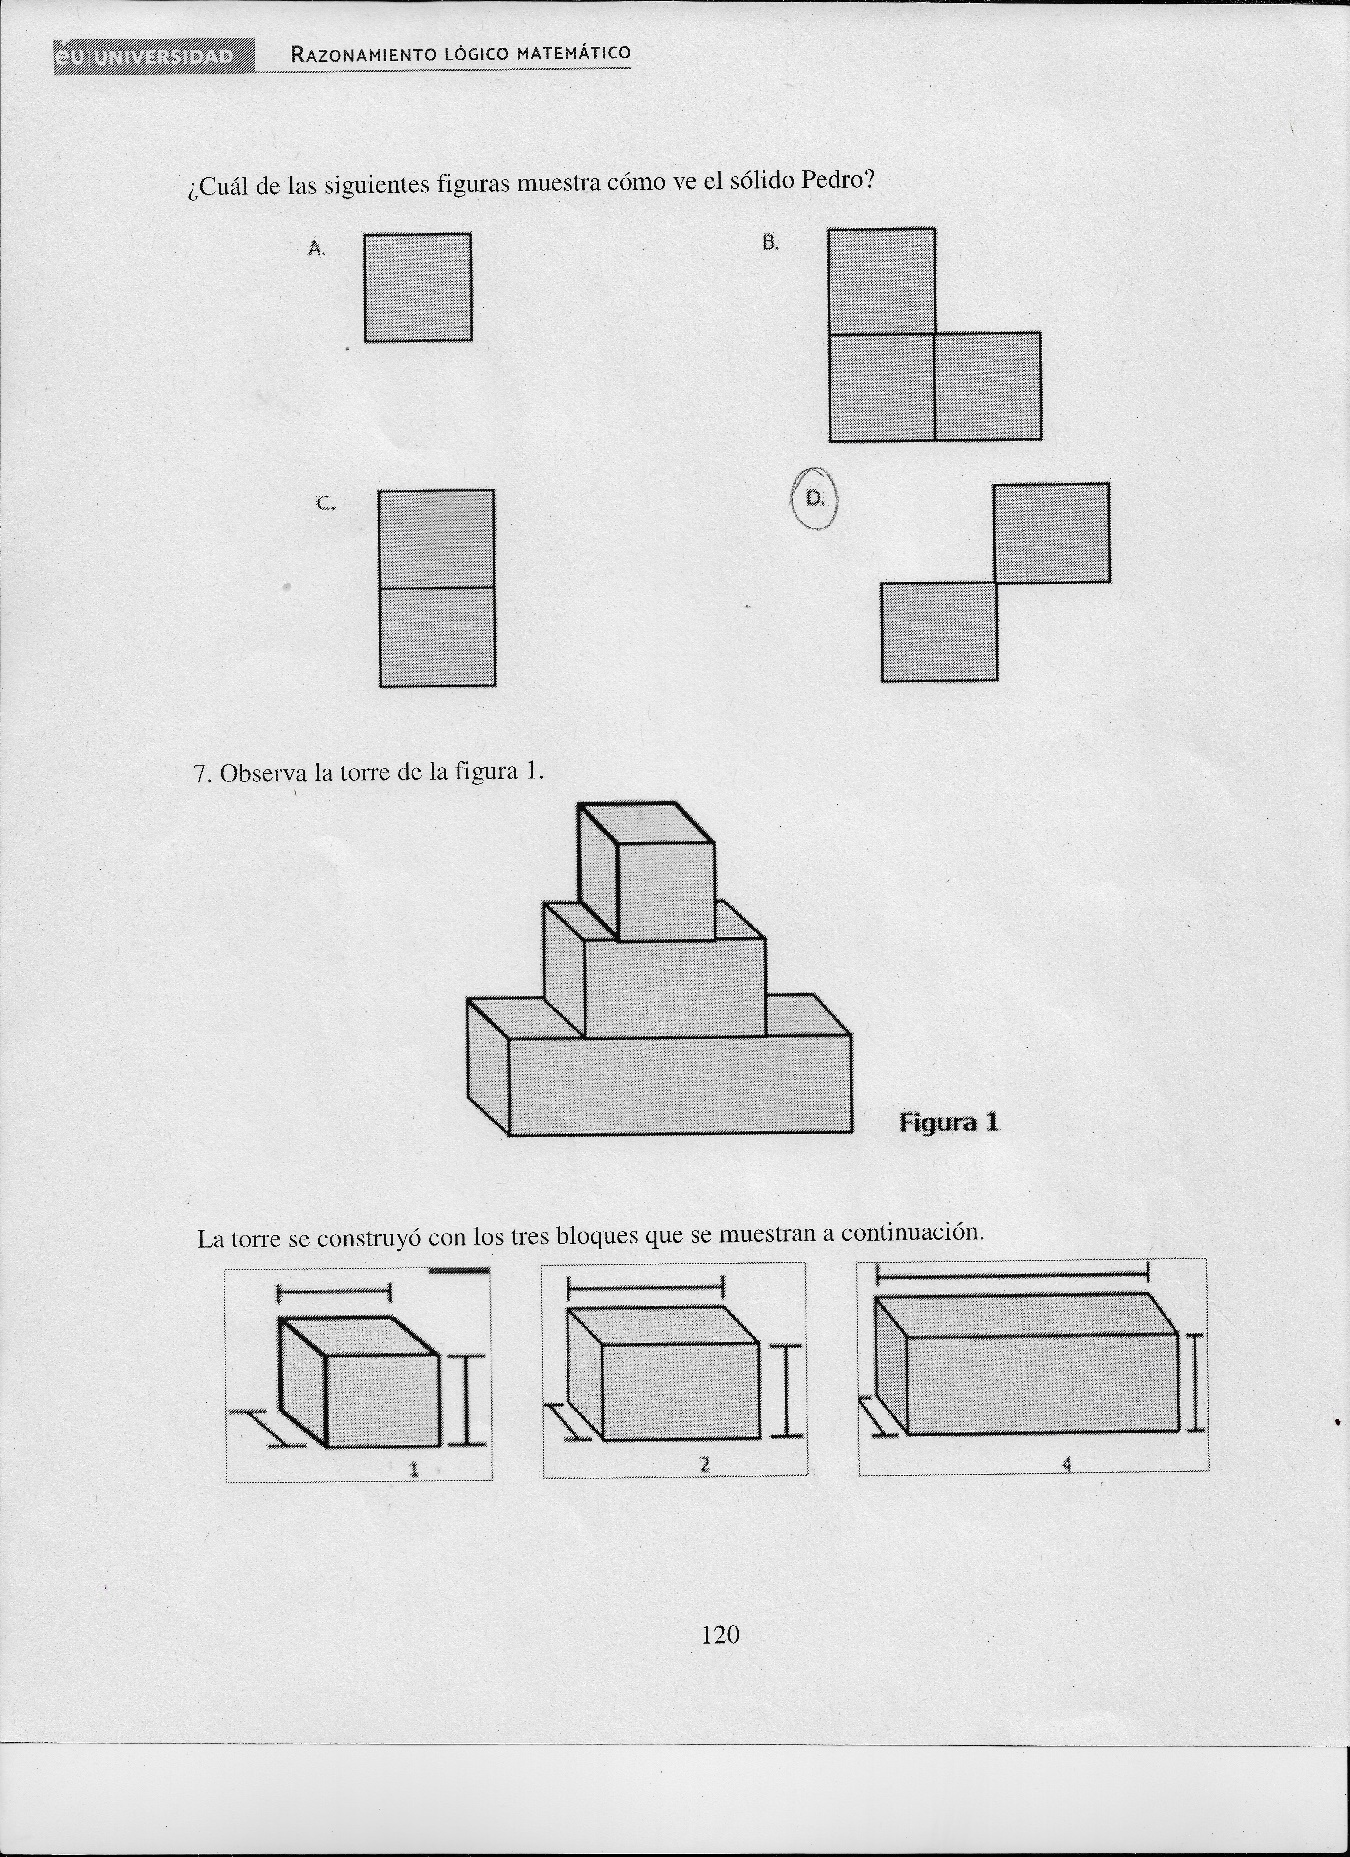 éU UNIVERSIDAD RAZONAMIENTO LÓGICO MATEMÁTICO
¿Cuál de las siguientes figuras muestra cómo ve el sólido Pedro?
A. B.
C. D.
7. Observa la torre de la figura 1.
Figura 1
La torre se construyó con los tres bloques que se muestran a continuación.
1 2 4
120